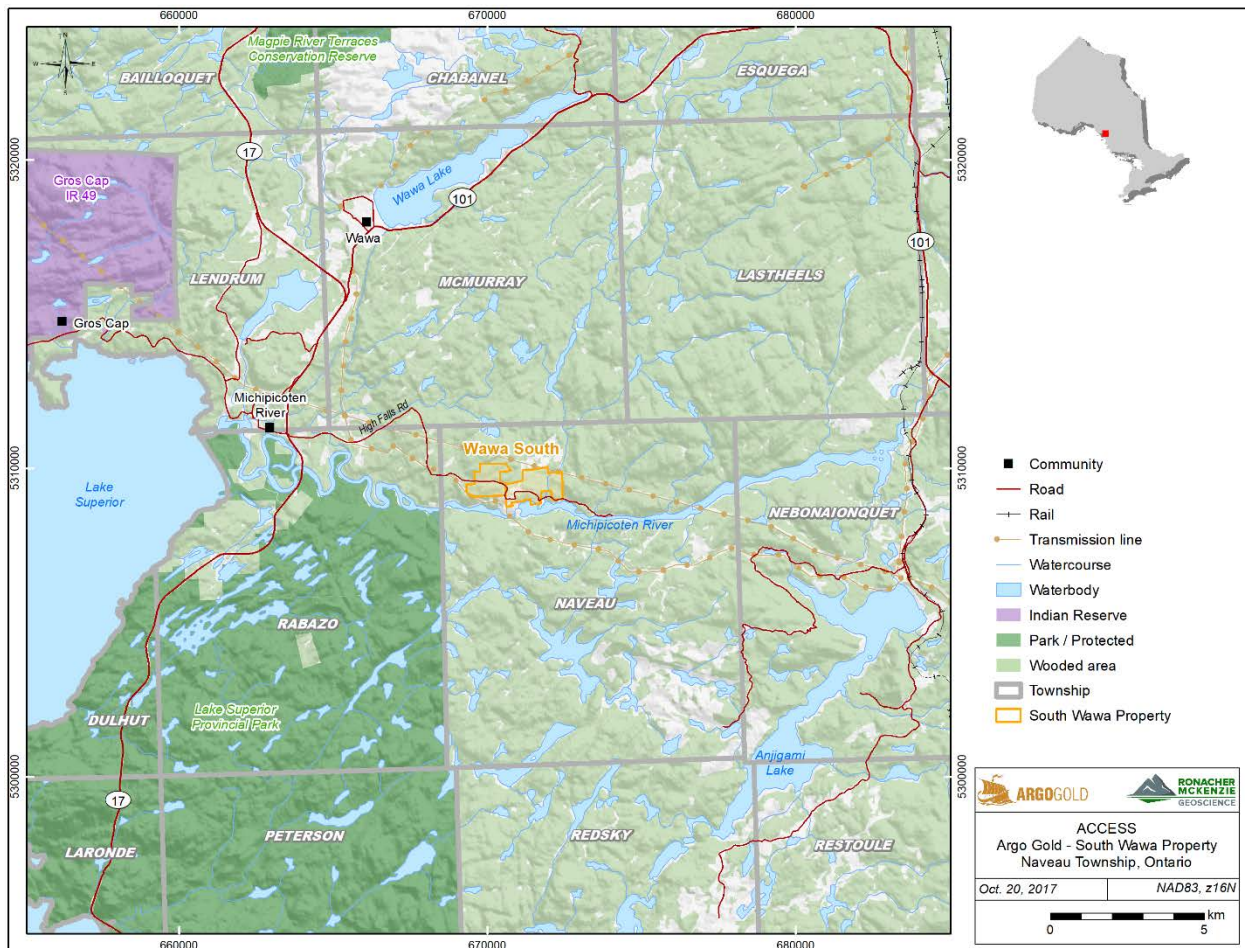 660000
670000
680000
N
W
E
S
Magpie River Terraces
Conservation Reserve
BAILLOQUET
CHABANEL
ESQUEGA
5320000
5320000
17
Gros Cap
IR 49
Wawa Lake
101
Wawa
101
LENDRUM
MCMURRAY
LASTHEELS
Gros Cap
Michipicoten
River
High Falls Rd
Wawa South
5310000
5310000
Lake
Superior
Michipicoten River
NEBONAIONQUET
NAVEAU
RABAZO
DULHUT
Lake Superior
Provincial Park
Anjigami
Lake
5300000
5300000
17
LARONDE
PETERSON
REDSKY
RESTOULE
660000
670000
680000
Community
Road
Rail
Transmission line
Watercourse
Waterbody
Indian Reserve
Park / Protected
Wooded area
Township
South Wawa Property
ARGOGOLD
RONACHER
MCKENZIE
GEOSCIENCE
ACCESS
Argo Gold - South Wawa Property
Naveau Township, Ontario
Oct. 20, 2017
NAD83, z16N
km
0
5